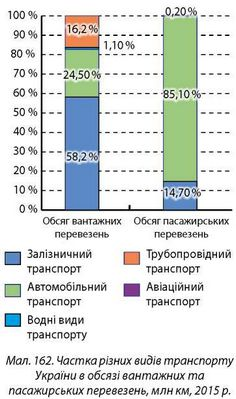 100 %
90 %
80 %
70 %
60 %
50 %
40 %
30 %
20 %
10 %
0 %
16,2 %
1,10 %
24,50 %
58,2 %
0,20 %
85,10 %
14,70 %
Обсяг вантажних
перевезень
Обсяг пасажирських
перевезень
Залізничний
транспорт
Автомобільний
транспорт
Водні види
транспорту
Трубопровідний
транспорт
Авіаційний
транспорт
Мал. 162. Частка різних видів транспорту
України в обсязі вантажних та
пасажирських перевезень, млн км, 2015 р.